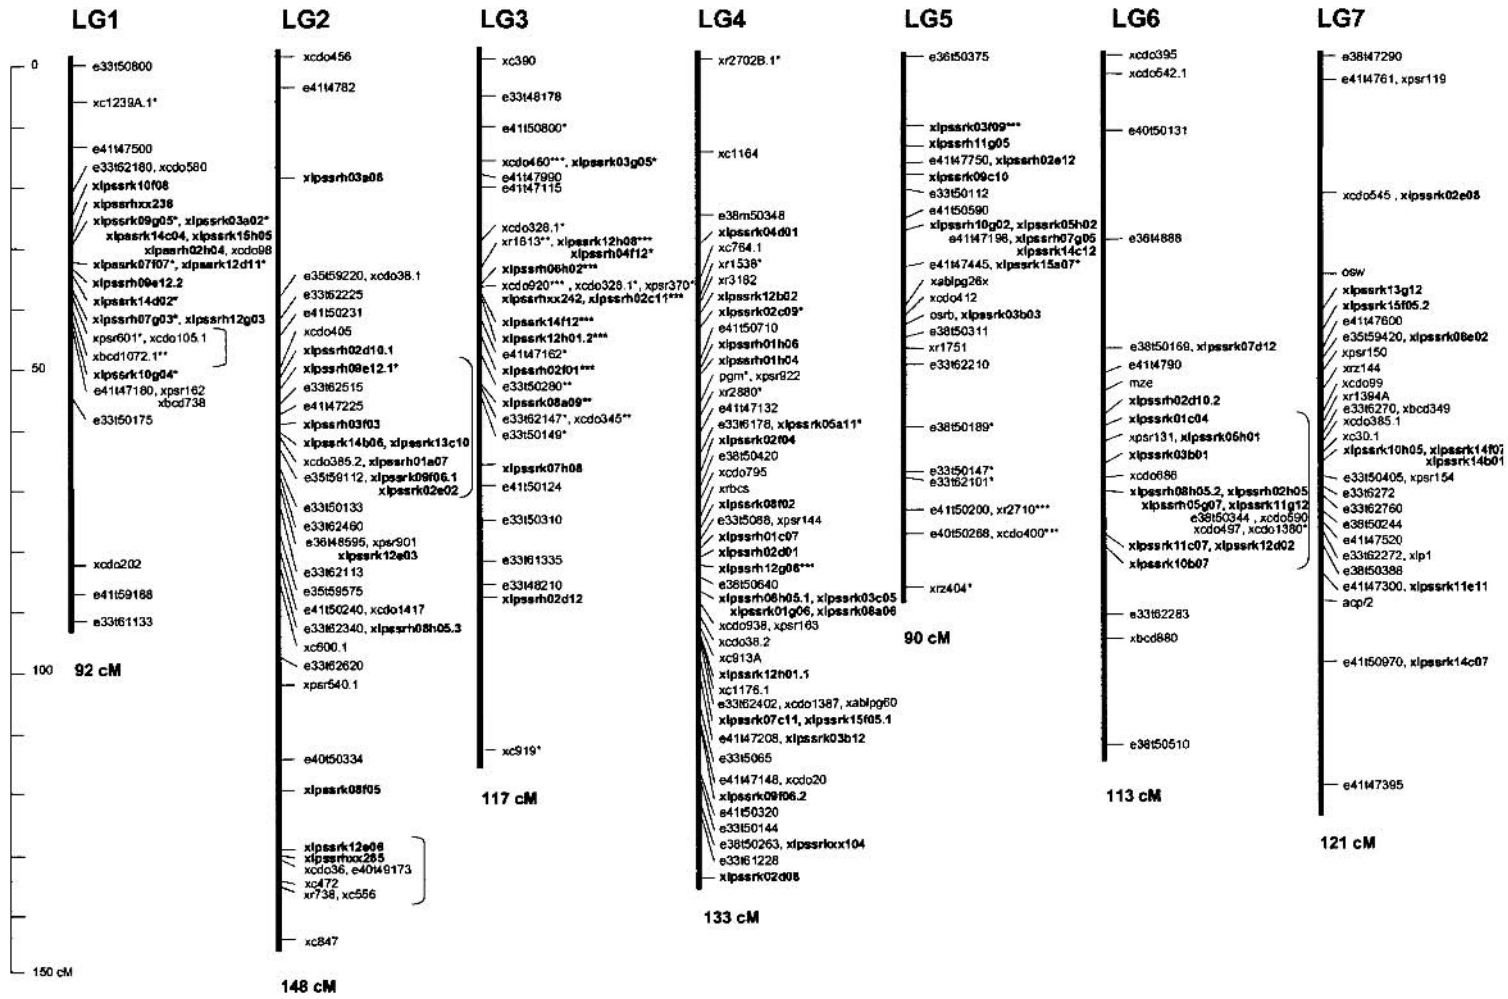 LG1
LG2
LG3
LG4
LG5
LG6
LG7
0
50
100
150 cM
e33t50800
xc1239A.1*
e41t47500
e33t62180, xcdo580
xlpssrk10f08
xlpssrhxx238
xlpssrk09g05*, xlpssrk03a02*
xlpssrk14c04, xlpssrk15h05
xlpssrh02h04, xcdo98
xlpssrk07f07*, xlpssrk12d11*
xlpssrk09e12.2
xlpssrk14d02*
xlpssrh07g03*, xlpssrh12g03
xpsr601*, xcdo105.1
xbcd1072.1**
xlpssrk10g04*
e41t47180, xpsr162
xbcd738
e33t50175
xcdo202
e41t59188
e33t61133
92 cM
xcdo456
e41t4782
xlpssrh03a08
e35t59220, xcdo38.1
e33t62225
e41t50231
xcdo405
xlpssrh02d10.1
xlpssrh09e12.1*
e33t62515
e41t47225
xlpssrh03f03
xlpssrk14b06, xlpssrk13c10
xcdo385.2, xlpssrh01a07
e35t59112, xlpssrk09f06.1
xlpssrk02e02
e33t50133
e33t62460
e36t48595, xpsr901
xlpssrk12e03
e33t62113
e35t59575
e41t50240, xcdo1417
e33t62340, xlpssrh08h05.3
xc600.1
e33t62620
xpsr540.1
e40t50334
xlpssrk08f05
xlpssrk12e06
xlpssrhxx285
xcdo36, e40t49173
xc472
xr738, xc556
xc847
148 cM
xc390
e33t48178
e41t50800*
xcdo460***, xlpssrk03g05*
e41t47990
e41t47115
xcdo328.1*
xr1613**, xlpssrk12h08***
xlpssrh04f12*
xlpssrh06h02***
xcdo920***, xcdo328.1*, xpsr370*
xlpssrhxx242, xlpssrh02c11***
xlpssrk14f12***
xlpssrk12h01.2***
e41t47162*
xlpssrh02f01***
e33t50280**
xlpssrk08a09**
e33t62147*, xcdo345**
e33t50149*
xlpssrk07h08
e41t50124
e33t50310
e33t61335
e33t48210
xlpssrh02d12
xc919*
117 cM
xr2702B.1*
xc1164
e38m50348
xlpssrk04d01
xc764.1
xr1538*
xr3182
xlpssrk12b02
xlpssrk02c09*
e41t50710
xlpssrh01h06
xlpssrh01h04
pgm*, xpsr922
xr2880*
e41t47132
e33t6178, xlpssrk05a11*
xlpssrk02f04
e38t50420
xcdo795
xrbcs
xlpssrk08f02
e33t5088, xpsr144
xlpssrh01c07
xlpssrh02d01
xlpssrh12g06***
e38t50640
xlpssrh08h05.1, xlpssrk03c05
xlpssrk01g06, xlpssrk08a06
xcdo938, xpsr163
xcdo38.2
xc913A
xlpssrk12h01.1
xc1176.1
e33t62402, xcdo1387, xablpg60
xlpssrk07c11, xlpssrk15f05.1
e41t47208, xlpssrk03b12
e33t5065
e41t47148, xcdo20
xlpssrk09f06.2
e41t50320
e33t50144
e38t50263, xlpssrkxx104
e33t61228
xlpssrk02d08
133 cM
e36t50375
xlpssrk03f09***
xlpssrh11g05
e41t47750, xlpssrh02e12
xlpssrk09c10
e33t50112
e41t50590
xlpssrh10g02, xlpssrk05h02
e41t47196, xlpssrh07g05
xlpssrk14c12
e41t47445, xlpssrk15a07*
xablpg26x
xcdo412
osrb, xlpssrk03b03
e38t50311
xr1751
e33t62210
e38t50189*
e33t50147*
e33t62101*
e41t50200, xr2710***
e40t50268, xcdo400***
xrz404*
90 cM
xcdo395
xcdo542.1
e40t50131
e36t4888
e38t50169, xlpssrk07d12
e41t4790
mze
xlpssrh02d10.2
xlpssrk01c04
xpsr131, xlpssrk05h01
xlpssrk03b01
xcdo686
xlpssrh08h05.2, xlpssrh02h05
xlpssrh05g07, xlpssrk11g12
e38t50344 , xcdo590
xcdo497, xcdo1380*
xlpssrk11c07, xlpssrk12d02
xlpssrk10b07
e33t62283
xbcd880
e38t50510
113 cM
e38t47290
e41t4761, xpsr119
xcdo545 , xlpssrk02e08
osw
xlpssrk13g12
xlpssrk15f05.2
e41t47600
e35t59420, xlpssrk08e02
xpsr150
xrz144
xcdo99
xr1394A
e33t6270, xbcd349
xcdo385.1
xc30.1
xlpssrk10h05, xlpssrk14f07
xlpssrk14b01
e33t50405, xpsr154
e33t6272
e33t62760
e38t50244
e41t47520
e33t62272, xlp1
e38t50388
e41t47300, xlpssrk11e11
acp/2
e41t50970, xlpssrk14c07
e41t47395
121 cM